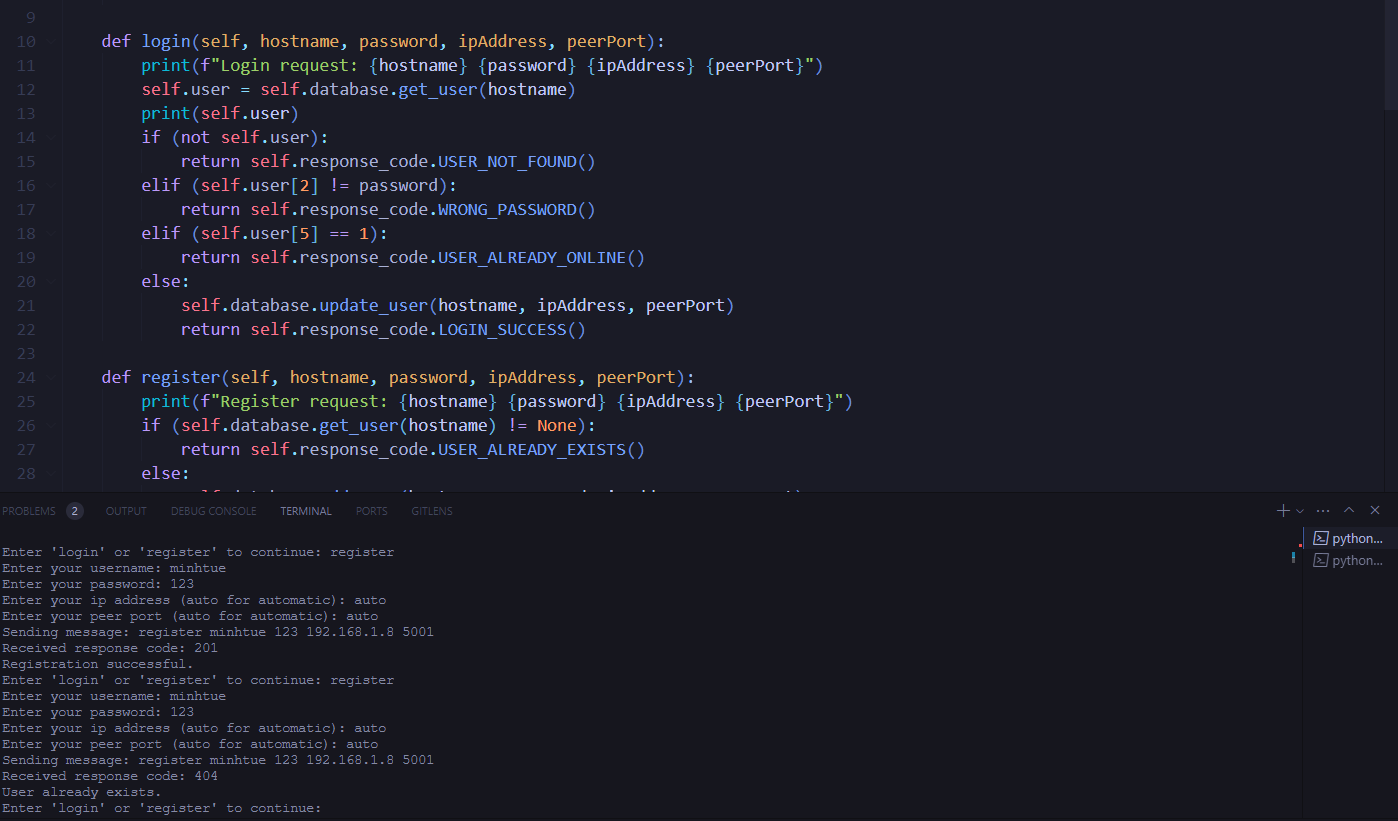 9
10 def login(self, hostname, password, ipAddress, peerPort):
11 print(f"Login request: {hostname} {password} {ipAddress} {peerPort}")
12 self.user = self.database.get_user(hostname)
13 print(self.user)
14 if (not self.user):
15 return self.response_code.USER_NOT_FOUND()
16 elif (self.user[2] != password):
17 return self.response_code.WRONG_PASSWORD()
18 elif (self.user[5] == 1):
19 return self.response_code.USER_ALREADY_ONLINE()
20 else:
21 self.database.update_user(hostname, ipAddress, peerPort)
22 return self.response_code.LOGIN_SUCCESS()
23
24 def register(self, hostname, password, ipAddress, peerPort):
25 print(f"Register request: {hostname} {password} {ipAddress} {peerPort}")
26 if (self.database.get_user(hostname) != None):
27 return self.response_code.USER_ALREADY_EXISTS()
28 else:
PROBLEMS 2 OUTPUT DEBUG CONSOLE TERMINAL PORTS GITLENS
Enter 'login' or 'register' to continue: register
Enter your username: minhtue
Enter your password: 123
Enter your ip address (auto for automatic): auto
Enter your peer port (auto for automatic): auto
Sending message: register minhtue 123 192.168.1.8 5001
Received response code: 201
Registration successful.
Enter 'login' or 'register' to continue: register
Enter your username: minhtue
Enter your password: 123
Enter your ip address (auto for automatic): auto
Enter your peer port (auto for automatic): auto
Sending message: register minhtue 123 192.168.1.8 5001
Received response code: 404
User already exists.
Enter 'login' or 'register' to continue:
python...
python...